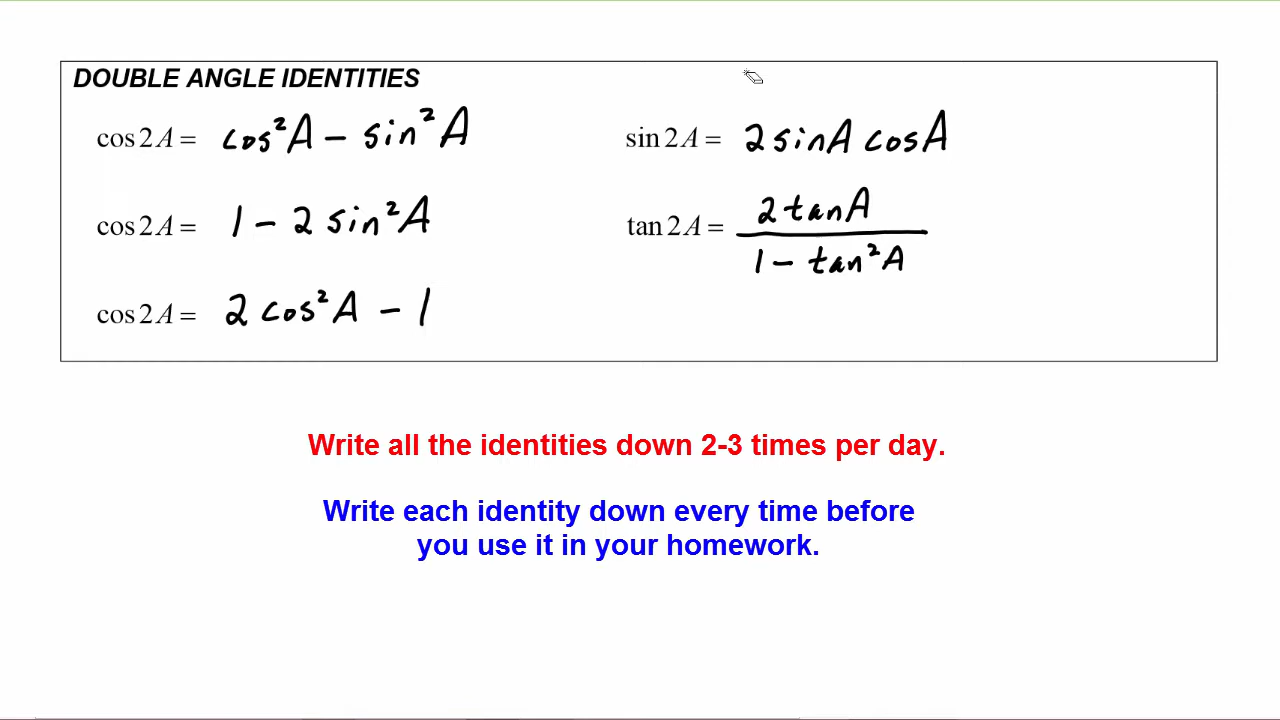 DOUBLE ANGLE IDENTITIES
cos 2A = cos²A − sin²A
sin 2A = 2 sinA cosA
cos 2A = 1 − 2 sin²A
tan 2A = 2 tanA / 1 − tan²A
cos 2A = 2 cos²A − 1
Write all the identities down 2-3 times per day.
Write each identity down every time before
you use it in your homework.